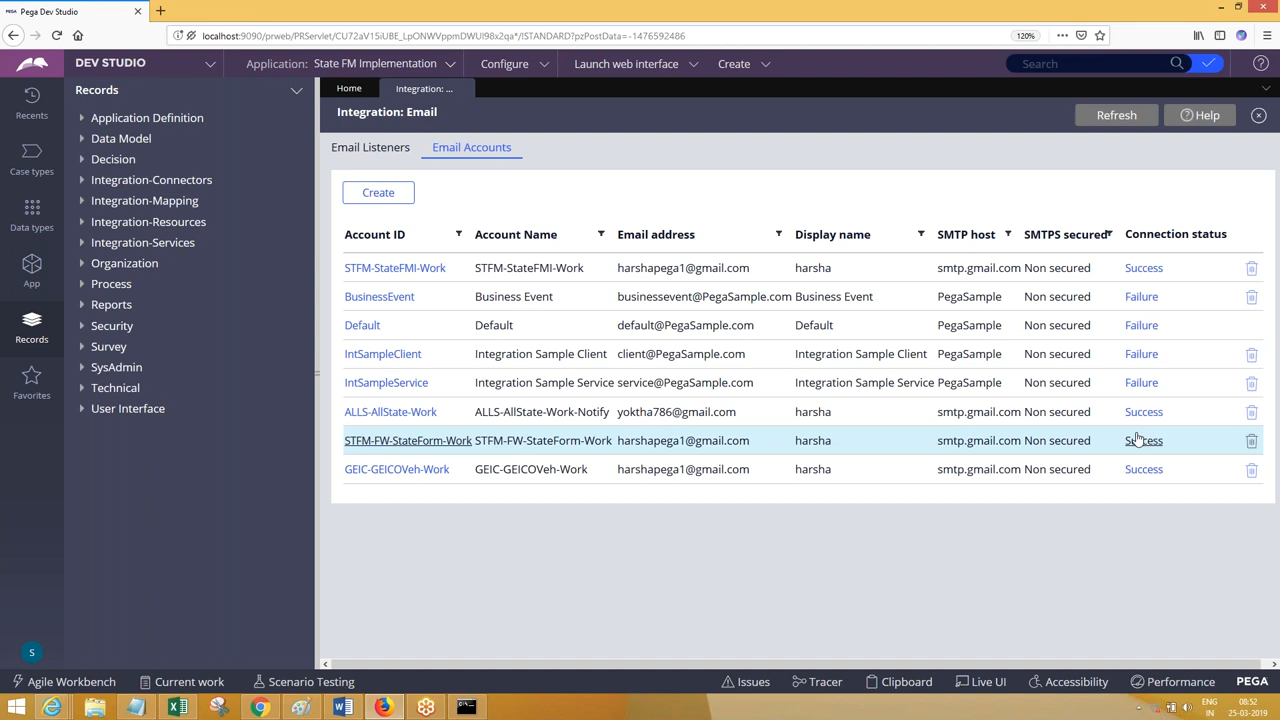 PEGA Pega Dev Studio
localhost:9090/prweb/PRServlet/CU72aV15iUBE_LpONWVppmDWUl98x2qa*/!STANDARD?pzPostData=-1476592486 120%
DEV STUDIO Application: State FM Implementation Configure Launch web interface Create Search
Recents
Case types
Data types
App
Records
Favorites
S
Records
Application Definition
Data Model
Decision
Integration-Connectors
Integration-Mapping
Integration-Resources
Integration-Services
Organization
Process
Reports
Security
Survey
SysAdmin
Technical
User Interface
Home Integration: ...
Integration: Email Refresh Help
Email Listeners Email Accounts
Create
Account ID Account Name Email address Display name SMTP host SMTPS secured Connection status
STFM-StateFMI-Work STFM-StateFMI-Work harshapega1@gmail.com harsha smtp.gmail.com Non secured Success
BusinessEvent Business Event businessevent@PegaSample.com Business Event PegaSample Non secured Failure
Default Default default@PegaSample.com Default PegaSample Non secured Failure
IntSampleClient Integration Sample Client client@PegaSample.com Integration Sample Client PegaSample Non secured Failure
IntSampleService Integration Sample Service service@PegaSample.com Integration Sample Service PegaSample Non secured Failure
ALLS-AllState-Work ALLS-AllState-Work-Notify yoktha786@gmail.com harsha smtp.gmail.com Non secured Success
STFM-FW-StateForm-Work STFM-FW-StateForm-Work harshapega1@gmail.com harsha smtp.gmail.com Non secured Success
GEIC-GEICOVeh-Work GEIC-GEICOVeh-Work harshapega1@gmail.com harsha smtp.gmail.com Non secured Success
Agile Workbench Current work Scenario Testing Issues Tracer Clipboard Live UI Accessibility Performance PEGA
ENG 08:52
IN 25-03-2019